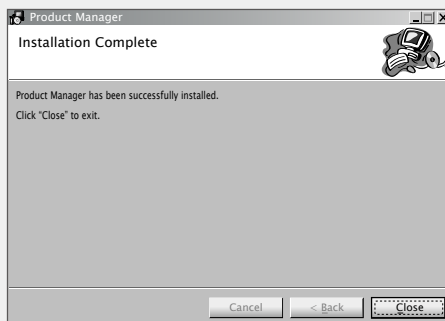 Product Manager
Installation Complete
Product Manager has been successfully installed.
Click “Close” to exit.
Cancel
< Back
Close